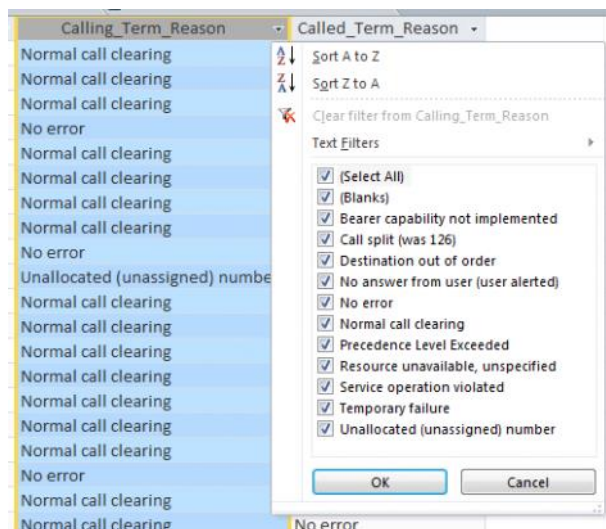 Calling_Term_Reason
Called_Term_Reason
Normal call clearing
Normal call clearing
Normal call clearing
No error
Normal call clearing
Normal call clearing
Normal call clearing
Normal call clearing
No error
Unallocated (unassigned) numbe
Normal call clearing
Normal call clearing
Normal call clearing
Normal call clearing
Normal call clearing
Normal call clearing
Normal call clearing
No error
Normal call clearing
Normal call clearing
No error
Sort A to Z
Sort Z to A
Clear filter from Calling_Term_Reason
Text Filters
(Select All)
(Blanks)
Bearer capability not implemented
Call split (was 126)
Destination out of order
No answer from user (user alerted)
No error
Normal call clearing
Precedence Level Exceeded
Resource unavailable, unspecified
Service operation violated
Temporary failure
Unallocated (unassigned) number
OK
Cancel